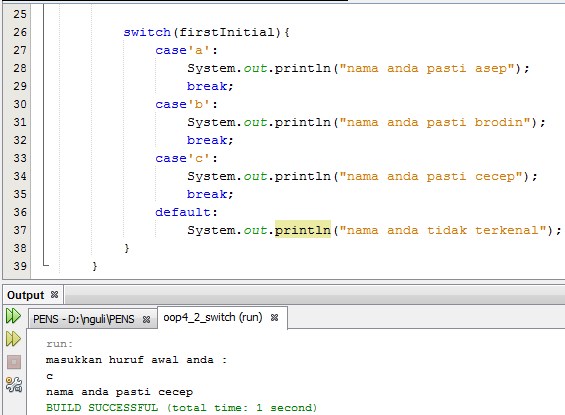 25
26 switch(firstInitial){
27 case'a':
28 System.out.println("nama anda pasti asep");
29 break;
30 case'b':
31 System.out.println("nama anda pasti brodin");
32 break;
33 case'c':
34 System.out.println("nama anda pasti cecep");
35 break;
36 default:
37 System.out.println("nama anda tidak terkenal");
38 }
39 }
Output
PENS - D:\nguli\PENS oop4_2_switch (run)
run:
masukkan huruf awal anda :
c
nama anda pasti cecep
BUILD SUCCESSFUL (total time: 1 second)